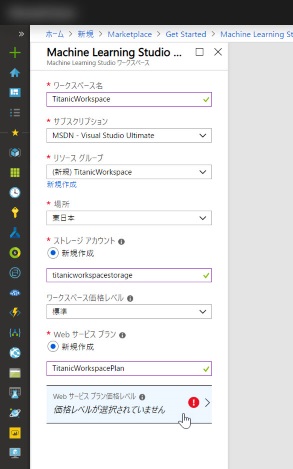 ホーム > 新規 > Marketplace > Get Started > Machine Learning St
Machine Learning Studio ...
Machine Learning Studio ワークスペース
* ワークスペース名
TitanicWorkspace
* サブスクリプション
MSDN - Visual Studio Ultimate
* リソース グループ
(新規) TitanicWorkspace
新規作成
* 場所
東日本
* ストレージ アカウント
新規作成
titanicworkspacestorage
ワークスペース価格レベル
標準
* Web サービス プラン
新規作成
TitanicWorkspacePlan
Web サービス プラン価格レベル
価格レベルが選択されていません